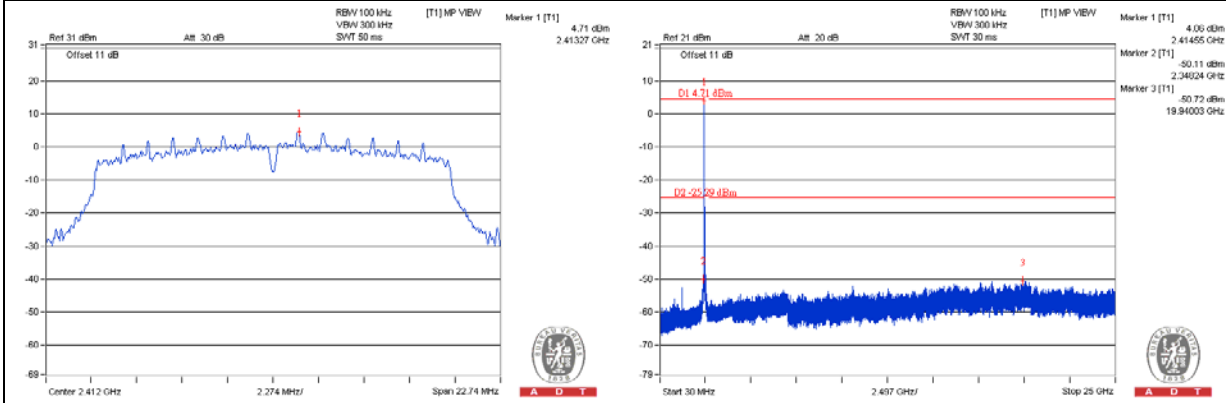 RBW 100 kHz [T1] MP VIEW
VBW 300 kHz
Ref 31 dBm Att 30 dB SWT 50 ms
Marker 1 [T1]
4.71 dBm
2.41327 GHz
31
Offset 11 dB
20
10
1
0
-10
-20
-30
-40
-50
-60
-69
Center 2.412 GHz 2.274 MHz/ Span 22.74 MHz
BUREAU VERITAS
1828
A D T
RBW 100 kHz [T1] MP VIEW
VBW 300 kHz
Ref 21 dBm Att 20 dB SWT 30 ms
Marker 1 [T1]
4.06 dBm
2.41455 GHz
Marker 2 [T1]
-50.11 dBm
2.34824 GHz
Marker 3 [T1]
-50.72 dBm
19.94003 GHz
21
Offset 11 dB
10
1
D1 4.71 dBm
0
-10
-20
D2 -25.29 dBm
-30
-40
2
3
-50
-60
-70
-79
Start 30 MHz 2.497 GHz/ Stop 25 GHz
BUREAU VERITAS
1828
A D T